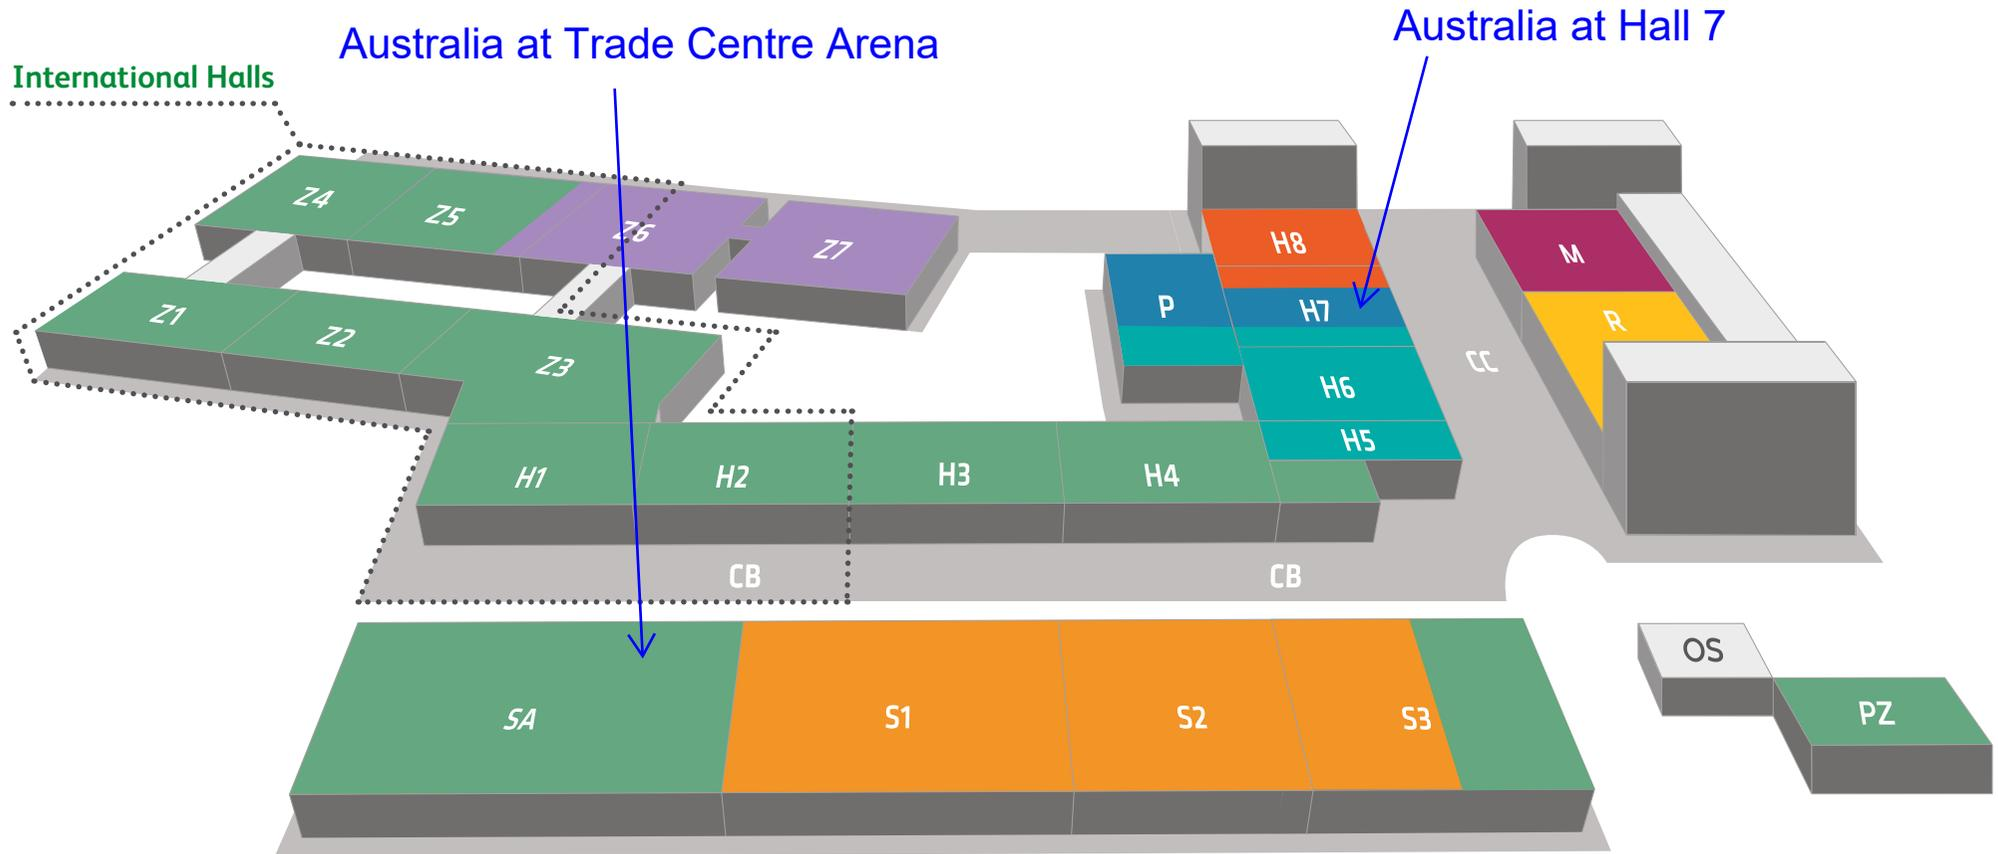 Australia at Hall 7
Australia at Trade Centre Arena
International Halls
Z4
Z5
Z6
Z7
H8
M
Z1
Z2
Z3
P
H7
R
CC
H6
H5
H1
H2
H3
H4
CB
CB
OS
SA
S1
S2
S3
PZ